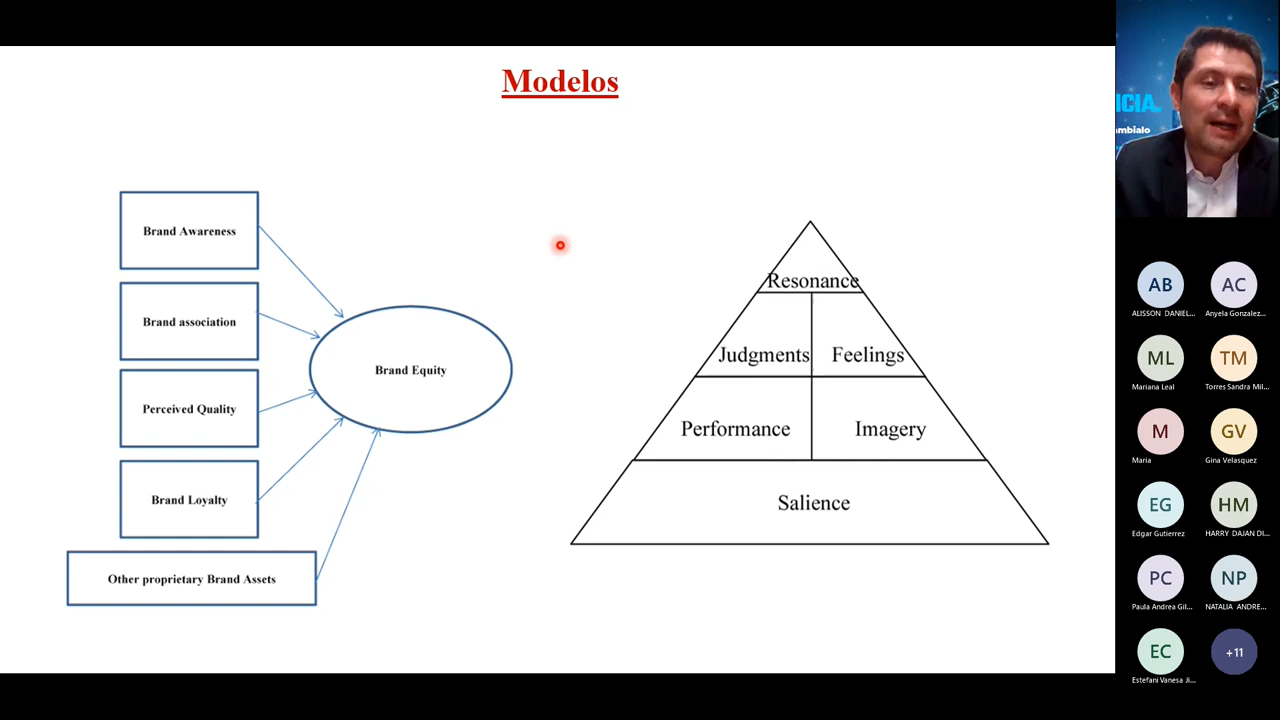 Modelos
Brand Awareness
Brand association
Perceived Quality
Brand Loyalty
Other proprietary Brand Assets
Brand Equity
Resonance
Judgments
Feelings
Performance
Imagery
Salience
ICIA.
ambialo
AB
AC
ALISSON DANIEL...
Anyela Gonzalez...
ML
TM
Mariana Leal
Torres Sandra Mil...
M
GV
Maria
Gina Velasquez
EG
HM
Edgar Gutierrez
HARRY DAJAN DI...
PC
NP
Paula Andrea Gil...
NATALIA ANDRE...
EC
+11
Estefani Vanesa Ji...